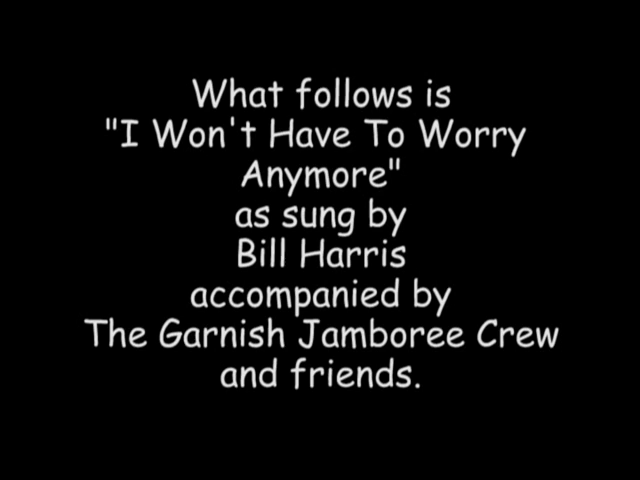 What follows is
"I Won't Have To Worry
Anymore"
as sung by
Bill Harris
accompanied by
The Garnish Jamboree Crew
and friends.